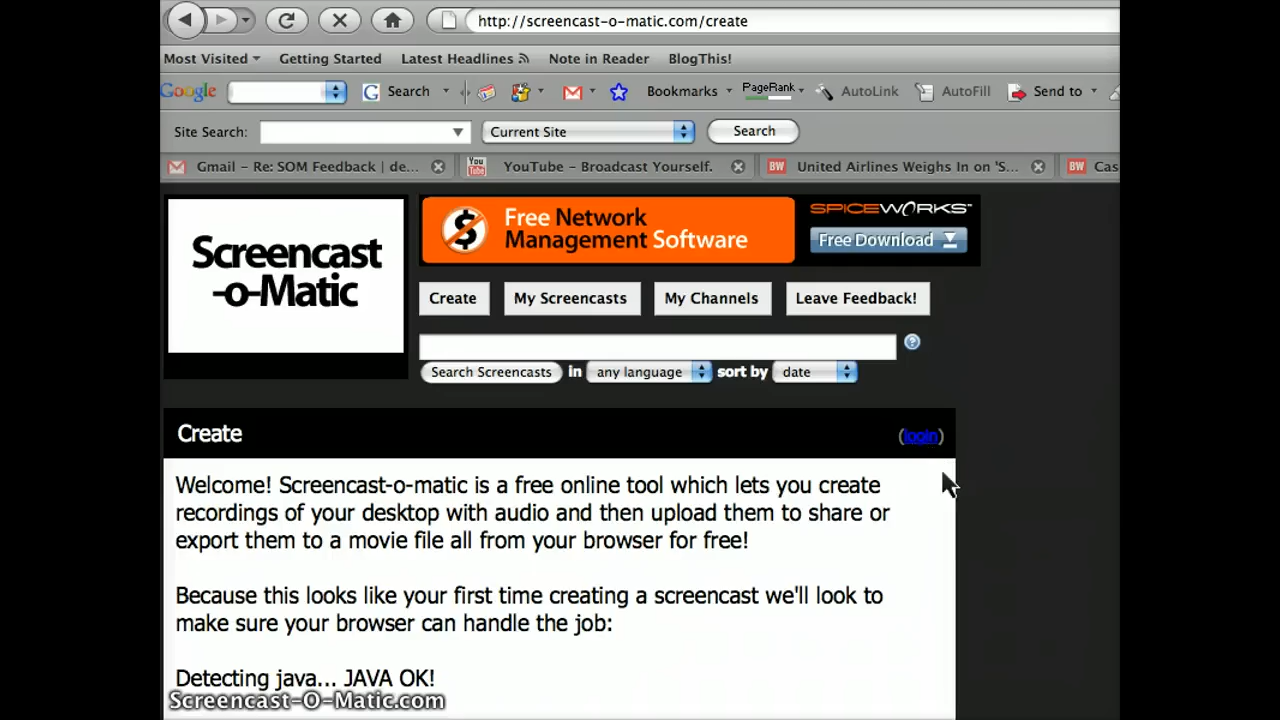 http://screencast-o-matic.com/create
Most Visited Getting Started Latest Headlines Note in Reader BlogThis!
Google G Search Bookmarks PageRank AutoLink AutoFill Send to
Site Search: Current Site Search
Gmail - Re: SOM Feedback | de... You Tube YouTube - Broadcast Yourself. BW United Airlines Weighs In on 'S... BW Cas
Screencast
-o-Matic
Free Network
Management Software
SPICEWORKS™
Free Download
Create My Screencasts My Channels Leave Feedback!
?
Search Screencasts in any language sort by date
Create (login)
Welcome! Screencast-o-matic is a free online tool which lets you create
recordings of your desktop with audio and then upload them to share or
export them to a movie file all from your browser for free!
Because this looks like your first time creating a screencast we'll look to
make sure your browser can handle the job:
Detecting java... JAVA OK!
Screencast-O-Matic.com